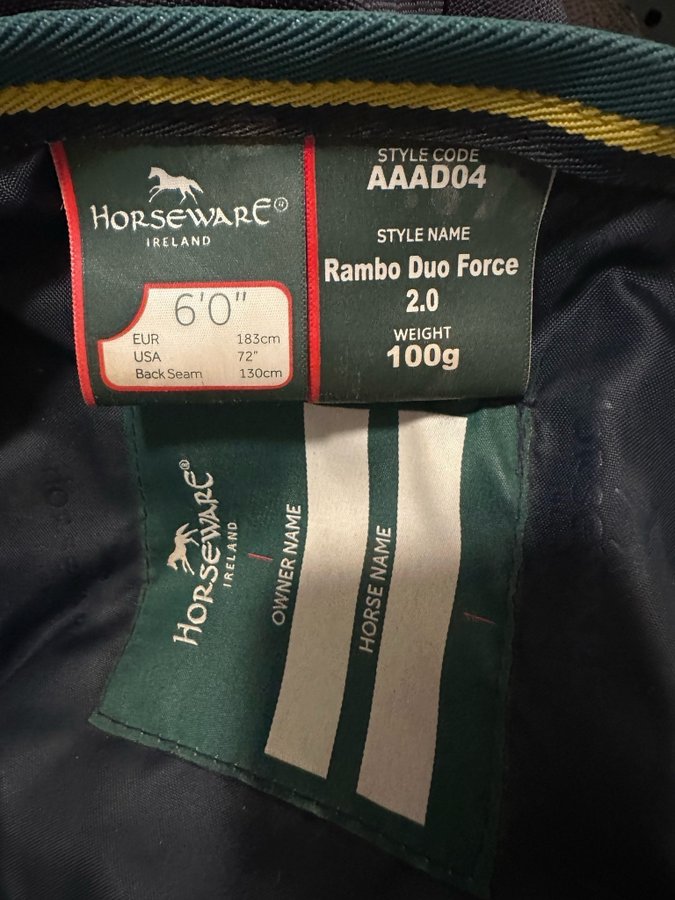 HORSEWARE®
IRELAND
6'0"
EUR 183cm
USA 72"
Back Seam 130cm
STYLE CODE
AAAD04
STYLE NAME
Rambo Duo Force
2.0
WEIGHT
100g
HORSEWARE®
IRELAND
OWNER NAME
HORSE NAME